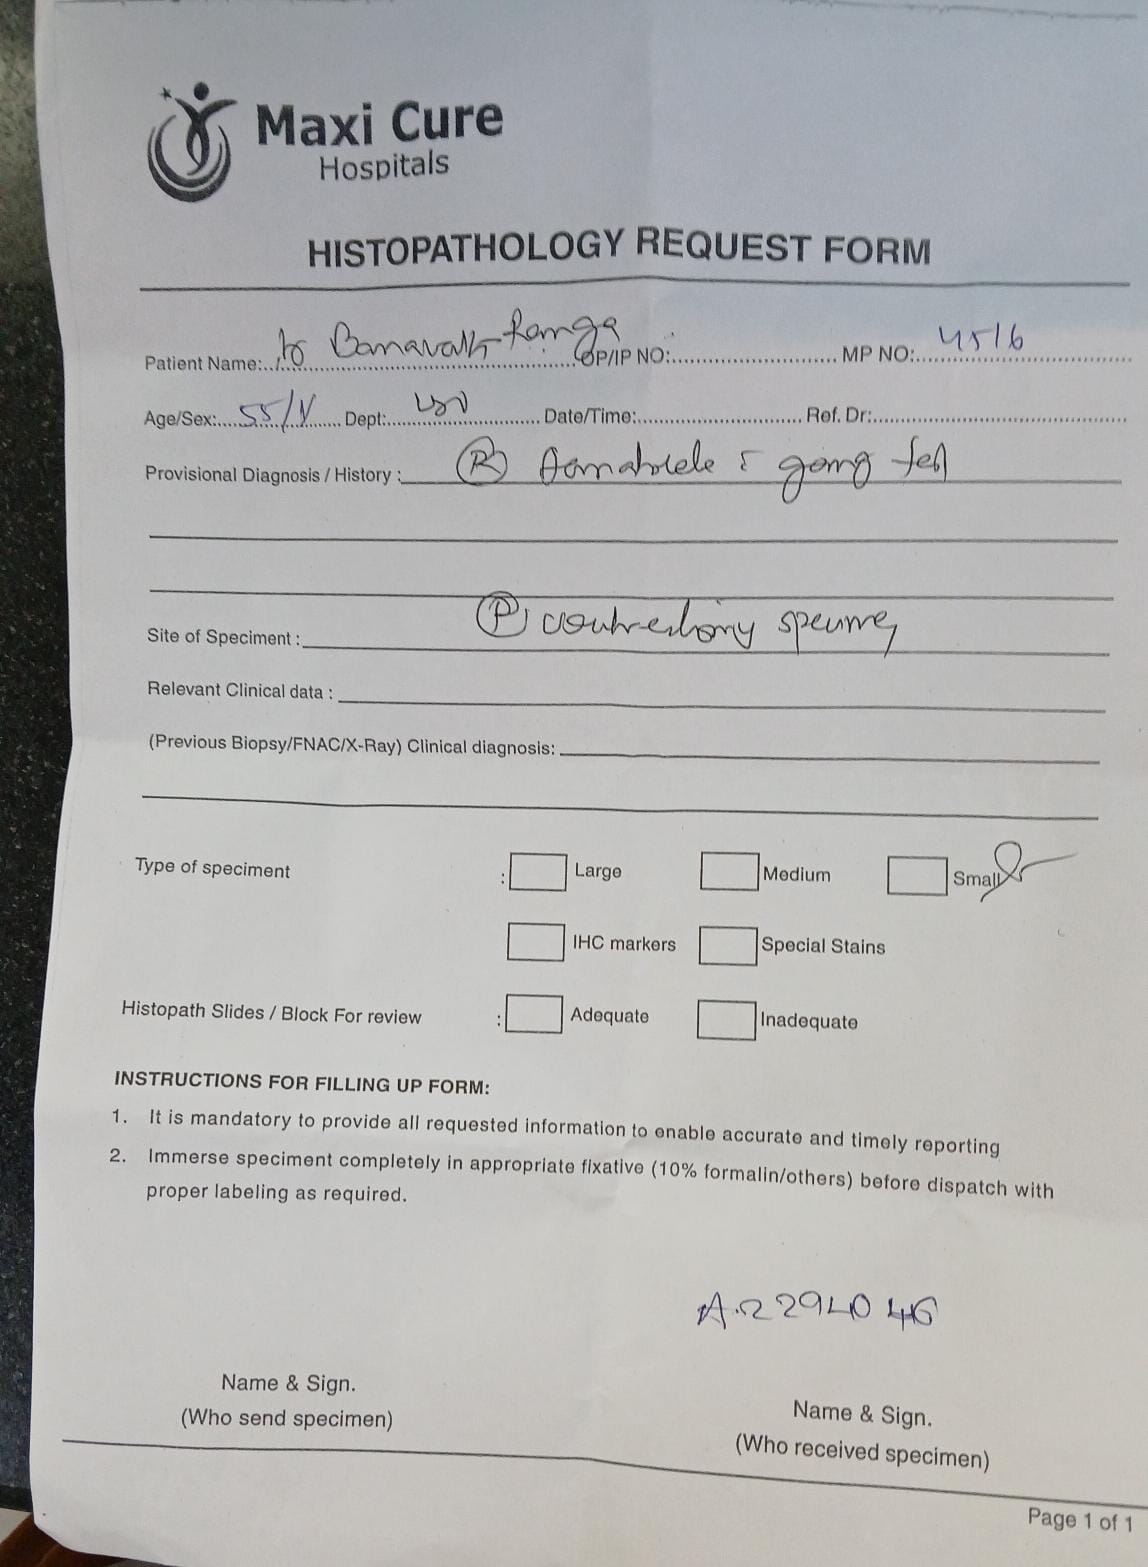 Maxi Cure
Hospitals
HISTOPATHOLOGY REQUEST FORM
Patient Name: Ranga OP/IP NO: MP NO: 4516
Age/Sex: 55/ Dept: Date/Time: Ref. Dr:
Provisional Diagnosis / History : (R)
Site of Specimen :
Relevant Clinical data :
(Previous Biopsy/FNAC/X-Ray) Clinical diagnosis:
Type of speciment : Large Medium Small
IHC markers Special Stains
Histopath Slides / Block For review : Adequate Inadequate
INSTRUCTIONS FOR FILLING UP FORM:
1. It is mandatory to provide all requested information to enable accurate and timely reporting
2. Immerse speciment completely in appropriate fixative (10% formalin/others) before dispatch with
proper labeling as required.
Name & Sign.
(Who send specimen)
Name & Sign.
(Who received specimen)
Page 1 of 1